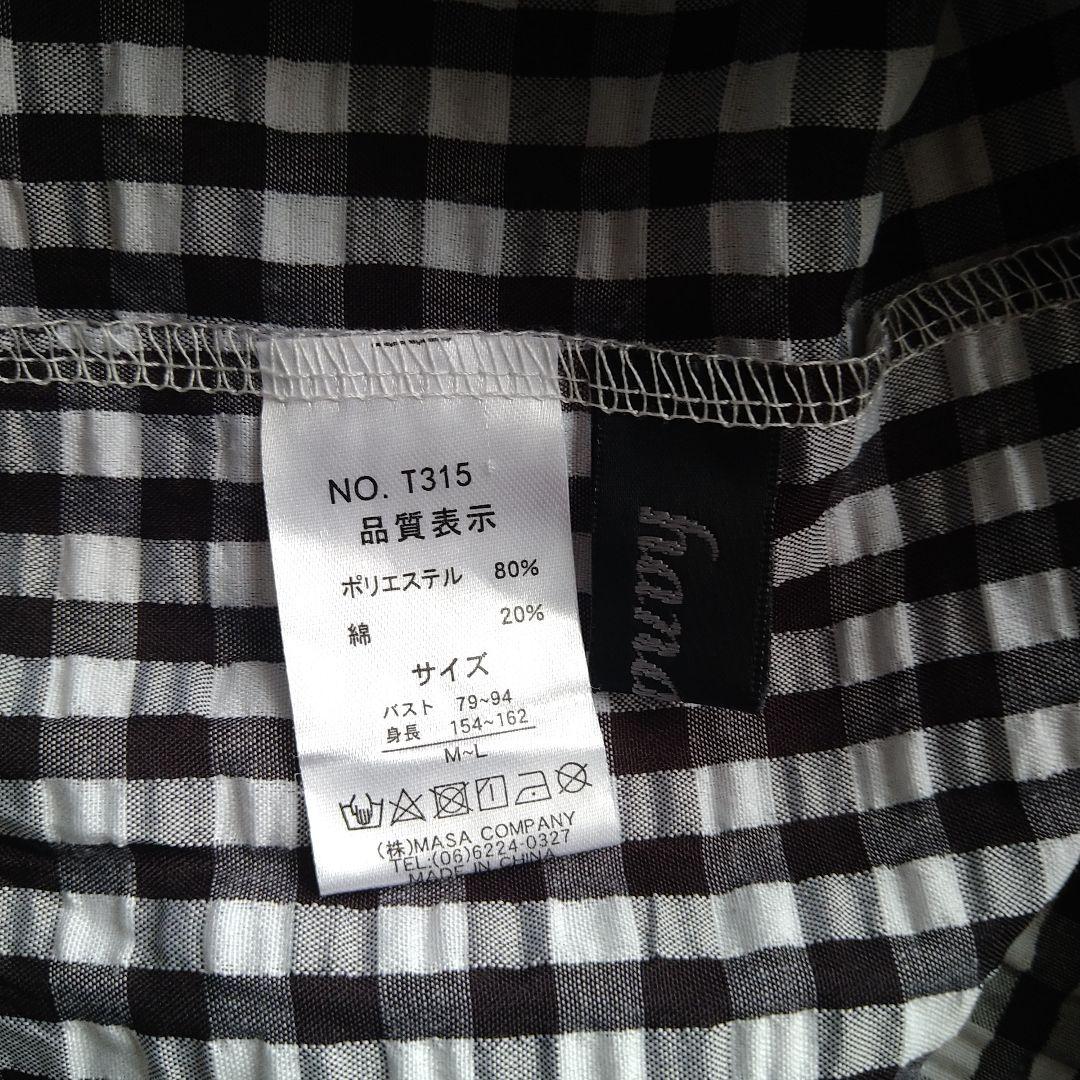 NO. T315
品質表示
ポリエステル 80%
綿 20%
サイズ
バスト 79~94
身長 154~162
M~L
(株)MASA COMPANY
TEL:(06)6224-0327
MADE IN CHINA